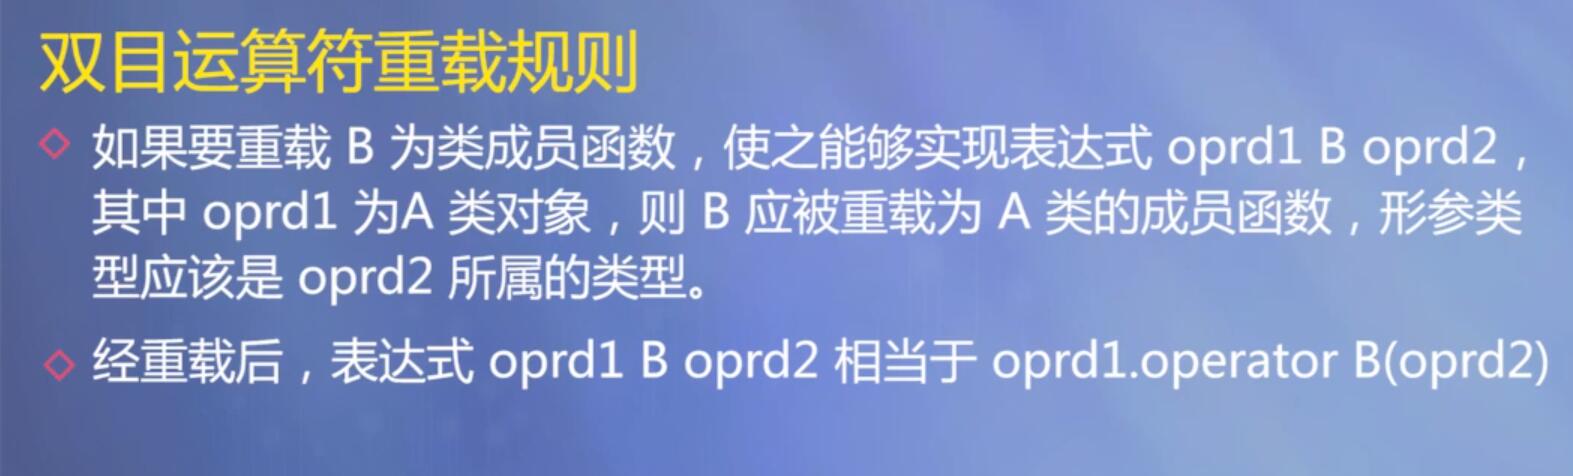 双目运算符重载规则
如果要重载 B 为类成员函数，使之能够实现表达式 oprd1 B oprd2，
其中 oprd1 为A 类对象，则 B 应被重载为 A 类的成员函数，形参类
型应该是 oprd2 所属的类型。
经重载后，表达式 oprd1 B oprd2 相当于 oprd1.operator B(oprd2)